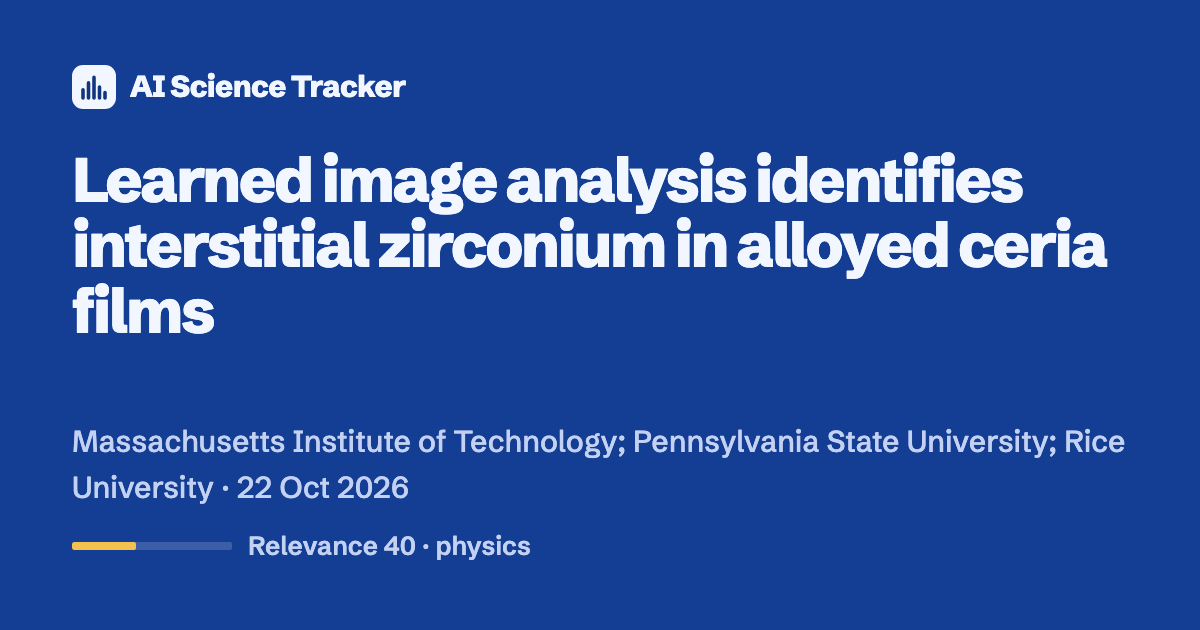 AI Science Tracker
Learned image analysis identifies
interstitial zirconium in alloyed ceria
films
Massachusetts Institute of Technology; Pennsylvania State University; Rice
University · 22 Oct 2026
Relevance 40 · physics